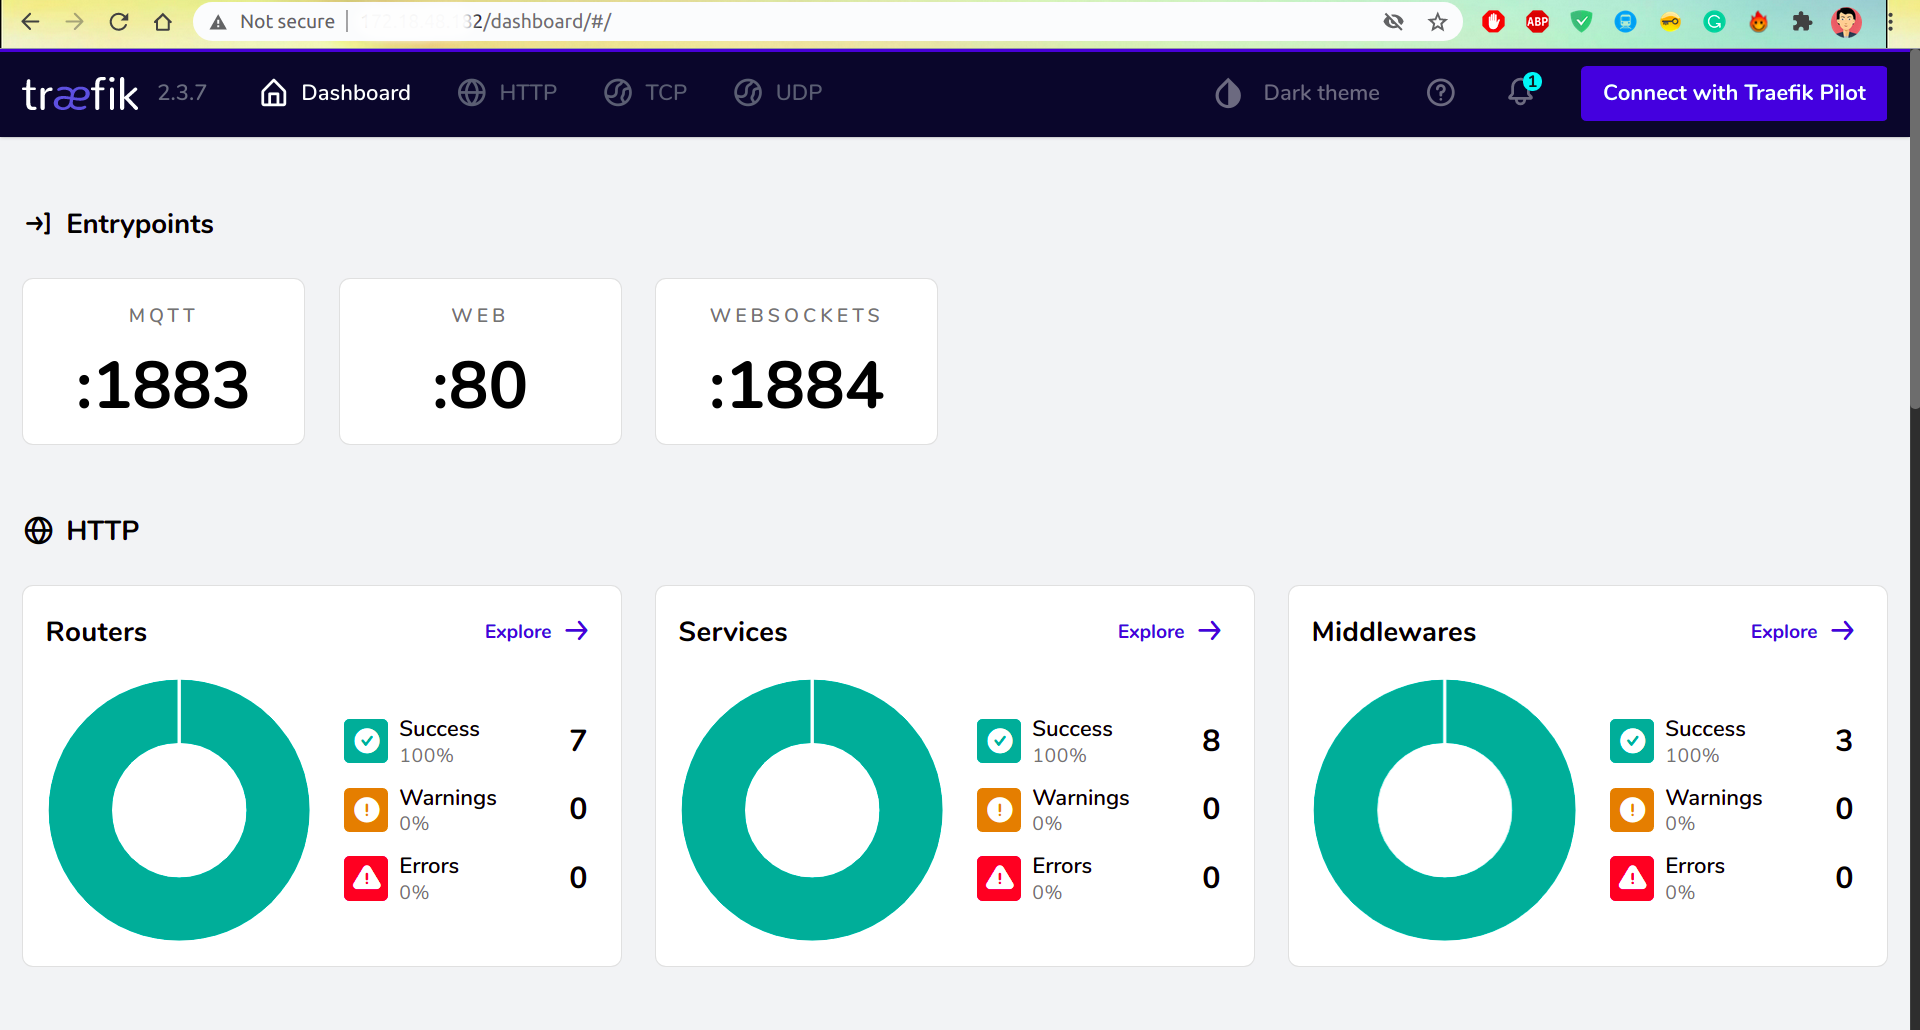 Not secure 2/dashboard/#/
ABP
træfik 2.3.7 Dashboard HTTP TCP UDP Dark theme 1 Connect with Traefik Pilot
Entrypoints
MQTT WEB WEBSOCKETS
:1883 :80 :1884
HTTP
Routers Explore Services Explore Middlewares Explore
Success 7 Success 8 Success 3
100% 100% 100%
Warnings 0 Warnings 0 Warnings 0
0% 0% 0%
Errors 0 Errors 0 Errors 0
0% 0% 0%